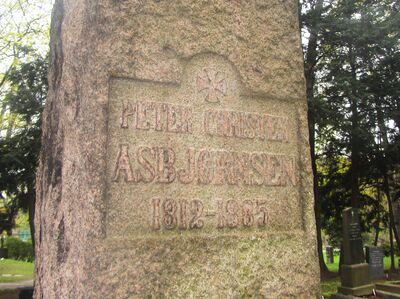 PETER CHRISTEN
ASBJØRNSEN
1812-1885